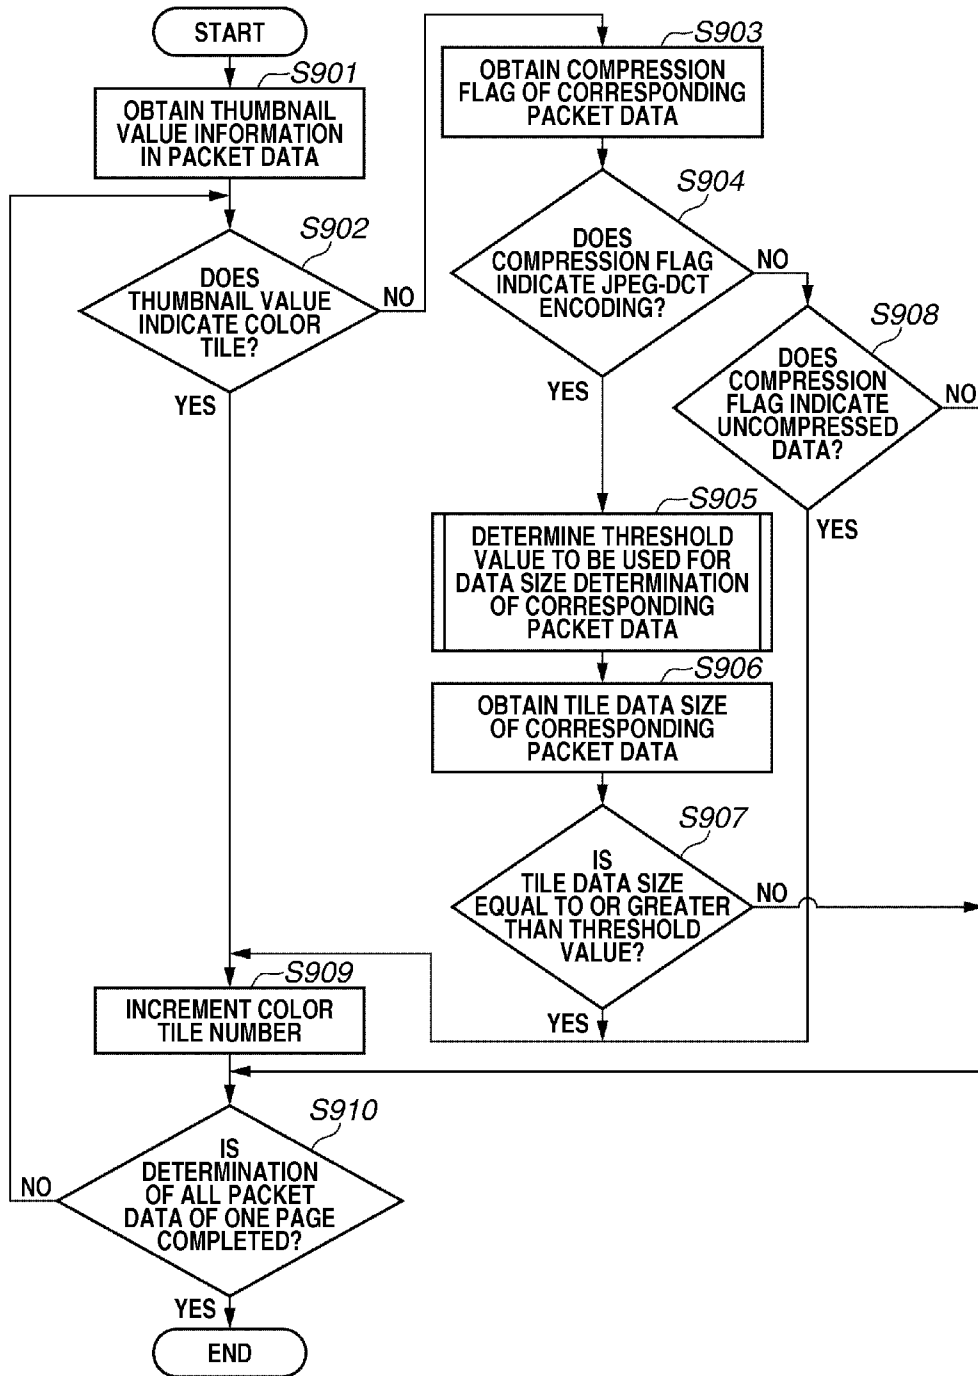 START
S901
OBTAIN THUMBNAIL
VALUE INFORMATION
IN PACKET DATA
S902
DOES
THUMBNAIL VALUE
INDICATE COLOR
TILE?
NO
YES
S903
OBTAIN COMPRESSION
FLAG OF CORRESPONDING
PACKET DATA
S904
DOES
COMPRESSION FLAG
INDICATE JPEG-DCT
ENCODING?
NO
YES
S908
DOES
COMPRESSION
FLAG INDICATE
UNCOMPRESSED
DATA?
NO
YES
S905
DETERMINE THRESHOLD
VALUE TO BE USED FOR
DATA SIZE DETERMINATION
OF CORRESPONDING
PACKET DATA
S906
OBTAIN TILE DATA SIZE
OF CORRESPONDING
PACKET DATA
S907
IS
TILE DATA SIZE
EQUAL TO OR GREATER
THAN THRESHOLD
VALUE?
NO
YES
S909
INCREMENT COLOR
TILE NUMBER
S910
IS
DETERMINATION
OF ALL PACKET
DATA OF ONE PAGE
COMPLETED?
NO
YES
END